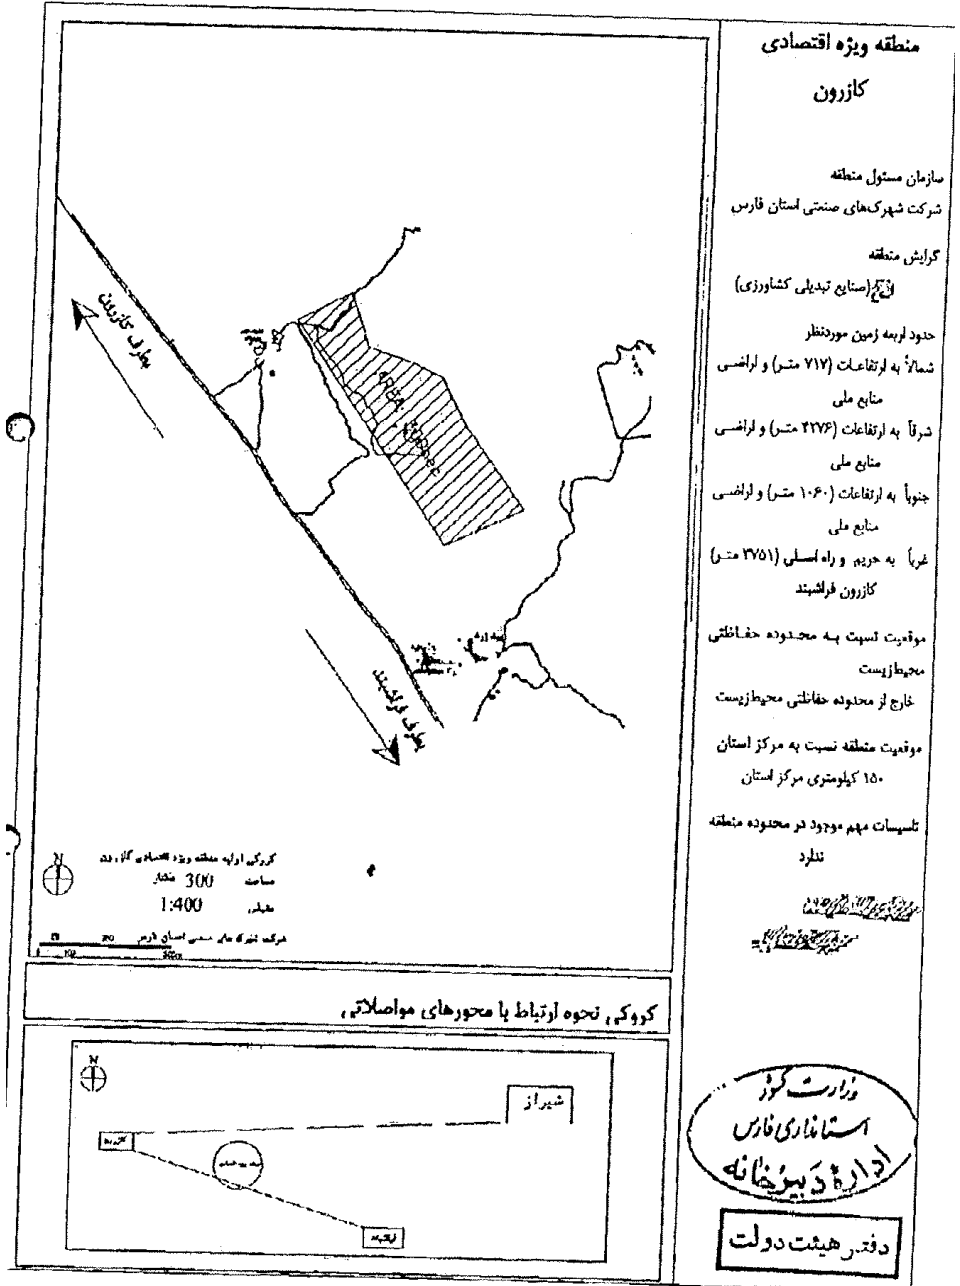 منطقه ویژه اقتصادی
کازرون
سازمان مسئول منطقه
شرکت شهرک‌های صنعتی استان فارس
گرایش منطقه
(صنایع تبدیلی کشاورزی)
حدود اربعه زمین موردنظر
شمالاً به ارتفاعات (۷۱۷ متر) و اراضی
منابع ملی
شرقاً به ارتفاعات (۴۲۷۶ متر) و اراضی
منابع ملی
جنوباً به ارتفاعات (۱۰۶۰ متر) و اراضی
منابع ملی
غرباً به حریم و راه اصلی (۳۷۵۱ متر)
کازرون فراشبند
موقعیت نسبت به محدوده حفاظتی
محیط‌زیست
خارج از محدوده حفاظتی محیط‌زیست
موقعیت منطقه نسبت به مرکز استان
۱۵۰ کیلومتری مرکز استان
تاسیسات مهم موجود در محدوده منطقه
ندارد
وزارت کشور
استانداری فارس
اداره دبیرخانه
دفتر هیئت دولت
بطرف کازرون
AREA
بطرف فراشبند
N
کروکی اولیه منطقه ویژه اقتصادی کازرون
مساحت 300 هکتار
مقیاس 1:400
شرکت شهرک های صنعتی استان فارس
کروکی نحوه ارتباط با محورهای مواصلاتی
N
شیراز
کازرون
فراشبند